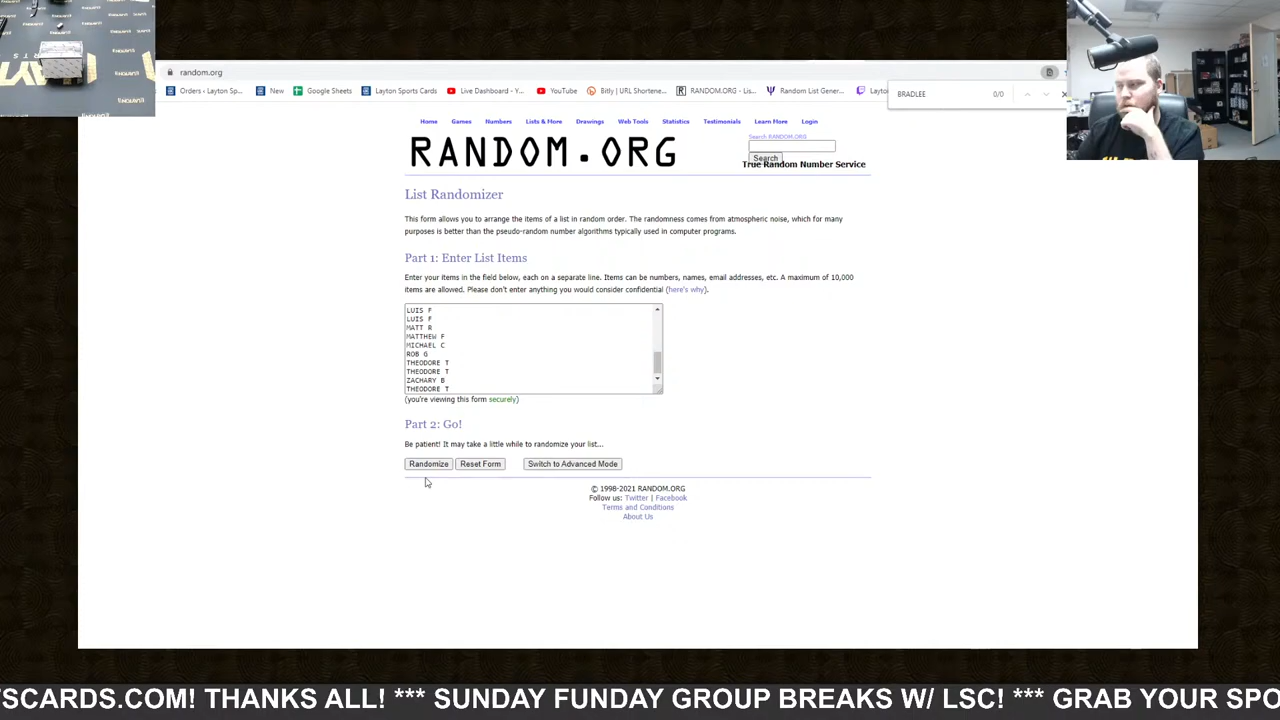 random.org
Orders ‹ Layton Sp...
New
Google Sheets
Layton Sports Cards
Live Dashboard - Y...
YouTube
Bitly | URL Shortene...
RANDOM.ORG - Lis...
Random List Gener...
Layto
BRADLEE
0/0
Home
Games
Numbers
Lists & More
Drawings
Web Tools
Statistics
Testimonials
Learn More
Login
RANDOM.ORG
Search RANDOM.ORG
Search
True Random Number Service
List Randomizer
This form allows you to arrange the items of a list in random order. The randomness comes from atmospheric noise, which for many
purposes is better than the pseudo-random number algorithms typically used in computer programs.
Part 1: Enter List Items
Enter your items in the field below, each on a separate line. Items can be numbers, names, email addresses, etc. A maximum of 10,000
items are allowed. Please don't enter anything you would consider confidential (here's why).
LUIS F
LUIS F
MATT R
MATTHEW F
MICHAEL C
ROB G
THEODORE T
THEODORE T
ZACHARY B
THEODORE T
(you're viewing this form securely)
Part 2: Go!
Be patient! It may take a little while to randomize your list...
Randomize
Reset Form
Switch to Advanced Mode
© 1998-2021 RANDOM.ORG
Follow us: Twitter | Facebook
Terms and Conditions
About Us
TSCARDS.COM! THANKS ALL! *** SUNDAY FUNDAY GROUP BREAKS W/ LSC! *** GRAB YOUR SPO